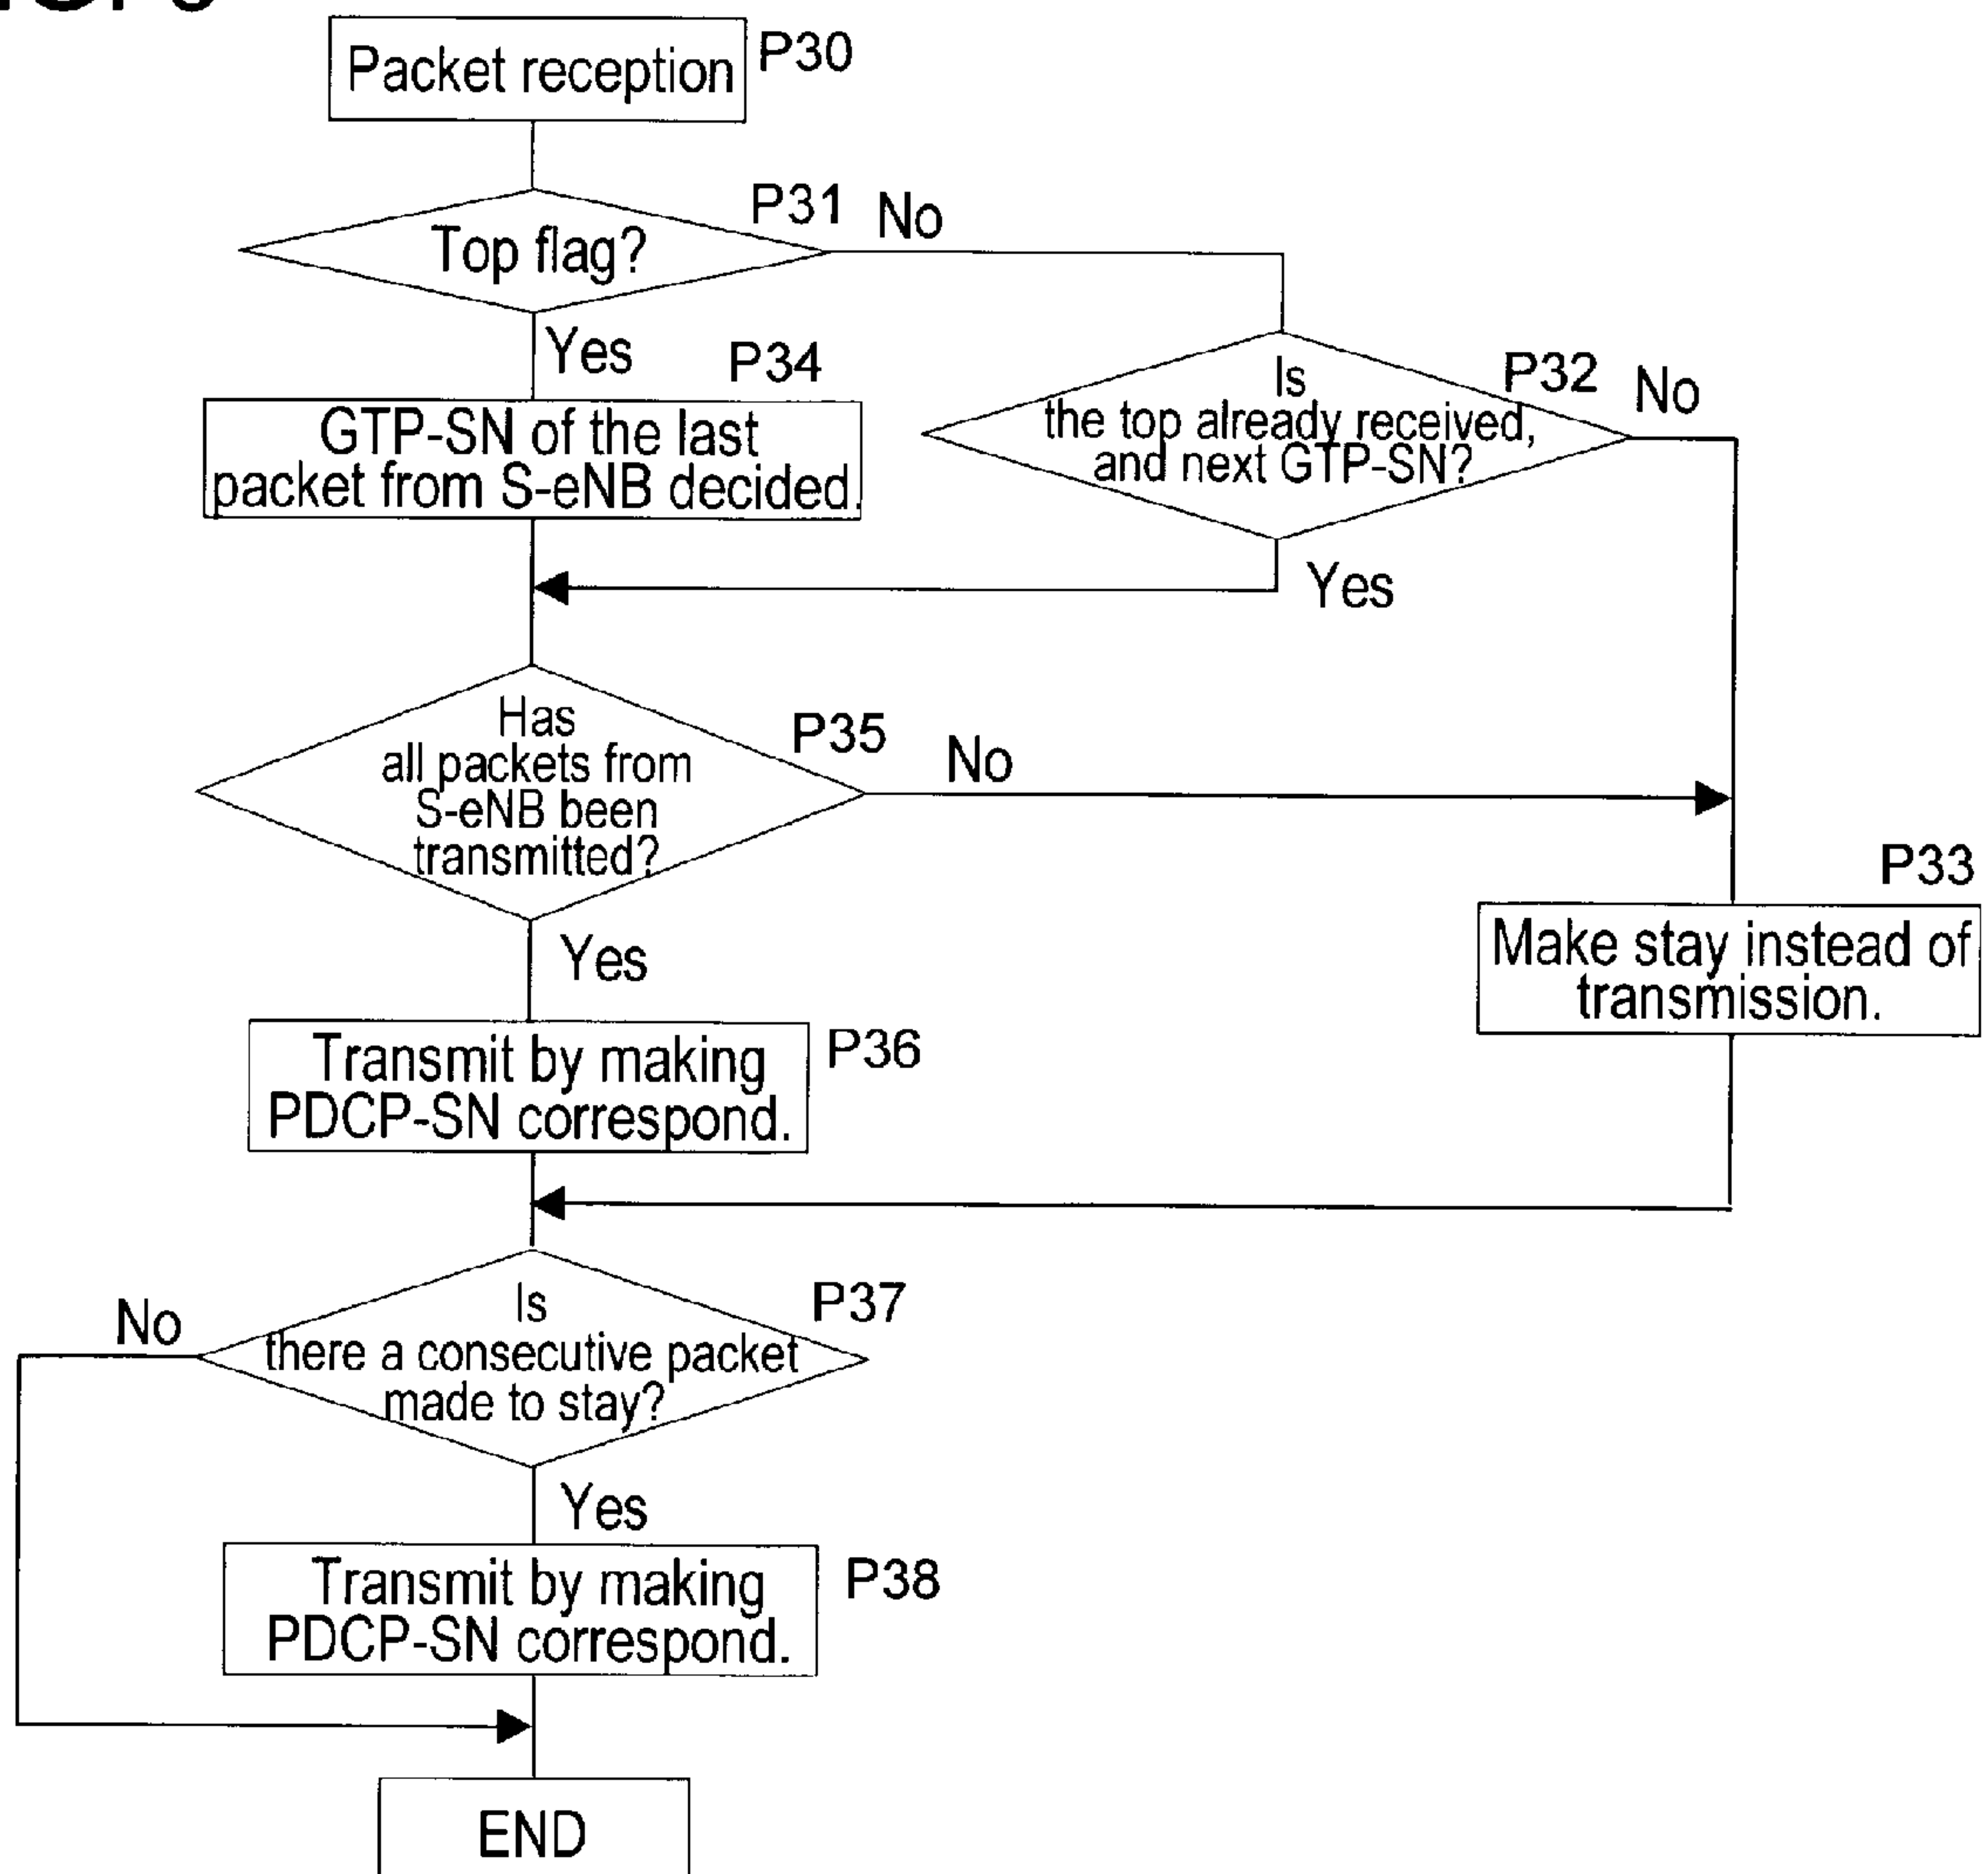 Packet reception
P30
P31
No
Top flag?
Yes
P34
P32
No
Is
the top already received,
and next GTP-SN?
GTP-SN of the last
packet from S-eNB decided.
Yes
Has
all packets from
S-eNB been
transmitted?
P35
No
P33
Make stay instead of
transmission.
Yes
Transmit by making
PDCP-SN correspond.
P36
No
Is
there a consecutive packet
made to stay?
P37
Yes
Transmit by making
PDCP-SN correspond.
P38
END